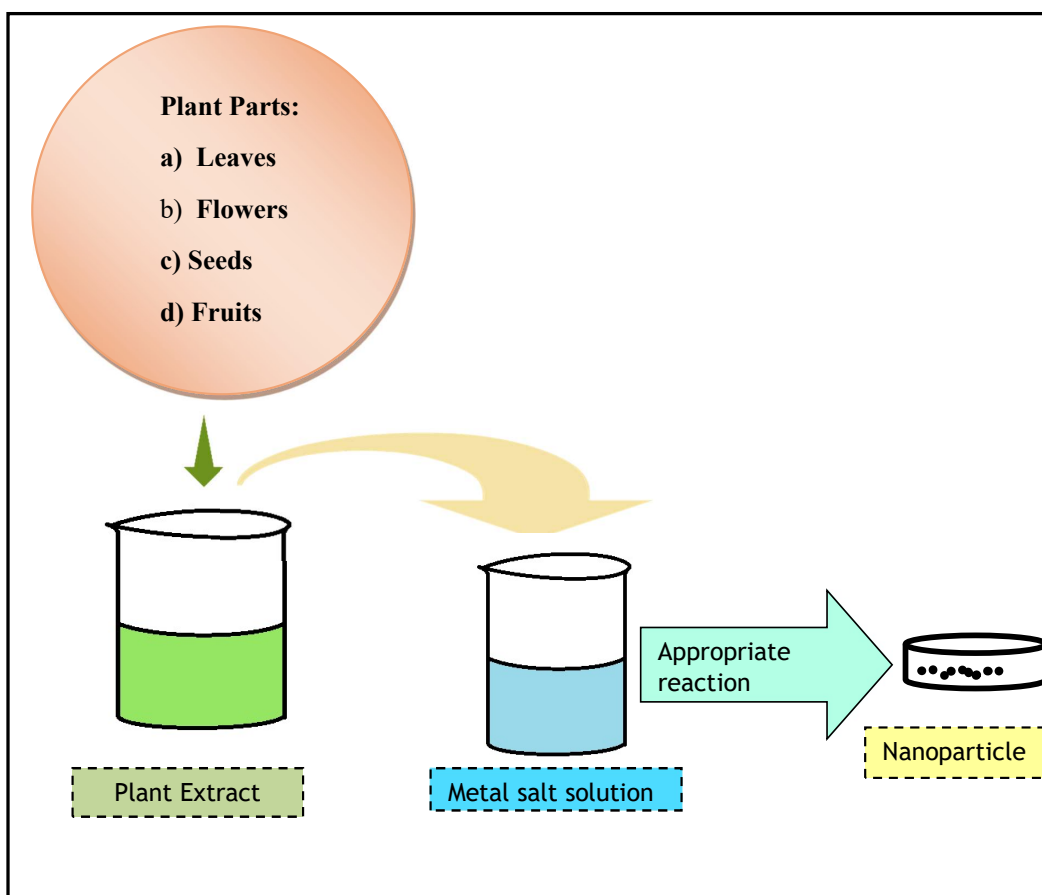 Plant Parts:
a) Leaves
b) Flowers
c) Seeds
d) Fruits
Appropriate
reaction
Nanoparticle
Plant Extract
Metal salt solution